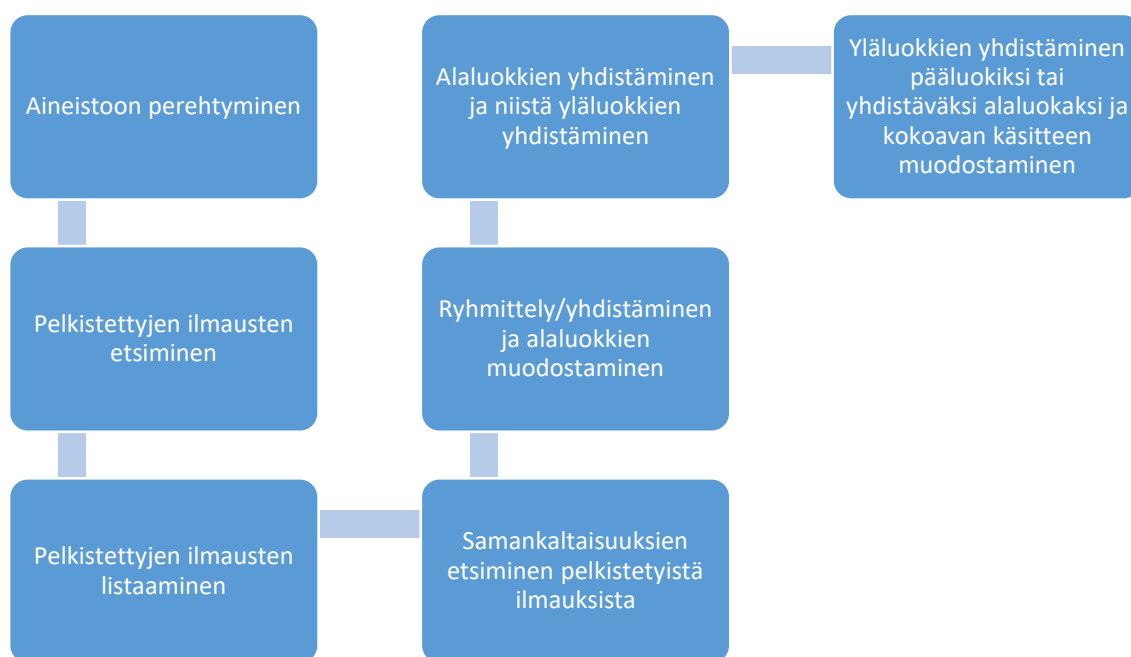 Aineistoon perehtyminen
Pelkistettyjen ilmausten
etsiminen
Pelkistettyjen ilmausten
listaaminen
Samankaltaisuuksien
etsiminen pelkistetyistä
ilmauksista
Ryhmittely/yhdistäminen
ja alaluokkien
muodostaminen
Alaluokkien yhdistäminen
ja niistä yläluokkien
yhdistäminen
Yläluokkien yhdistäminen
pääluokiksi tai
yhdistäväksi alaluokaksi ja
kokoavan käsitteen
muodostaminen